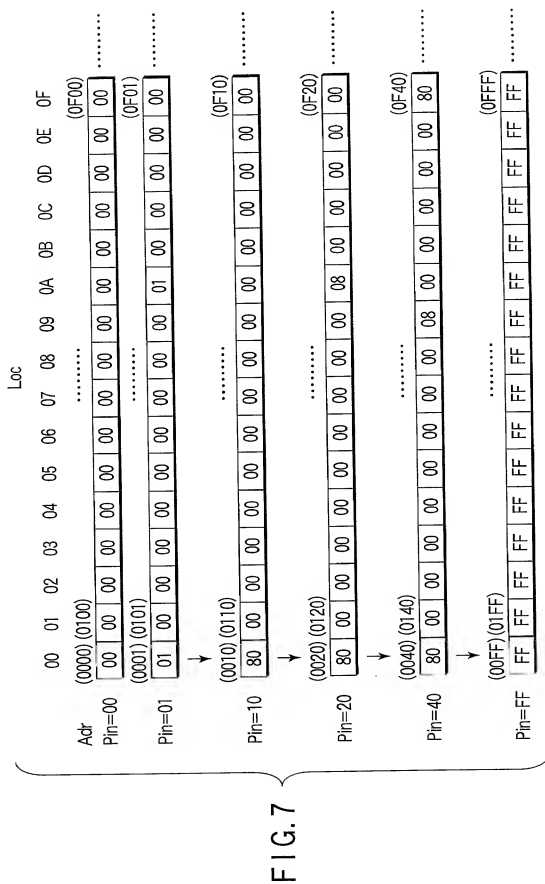 FIG.7
Loc
00 01 02 03 04 05 06 07 08 09 0A 0B 0C 0D 0E 0F
Adr (0000) (0100) ········ (0F00)
Pin=00 00 00 00 00 00 00 00 00 00 00 00 00 00 00 00 00 ······
(0001) (0101) ········ (0F01)
Pin=01 01 00 00 00 00 00 00 00 00 00 01 00 00 00 00 00 ······
(0010) (0110) ········ (0F10)
Pin=10 80 00 00 00 00 00 00 00 00 00 00 00 00 00 00 00 ······
(0020) (0120) ········ (0F20)
Pin=20 80 00 00 00 00 00 00 00 00 00 08 00 00 00 00 00 ······
(0040) (0140) ········ (0F40)
Pin=40 80 00 00 00 00 00 00 00 00 08 00 00 00 00 00 80 ······
(00FF) (01FF) ········ (0FFF)
Pin=FF FF FF FF FF FF FF FF FF FF FF FF FF FF FF FF FF ······